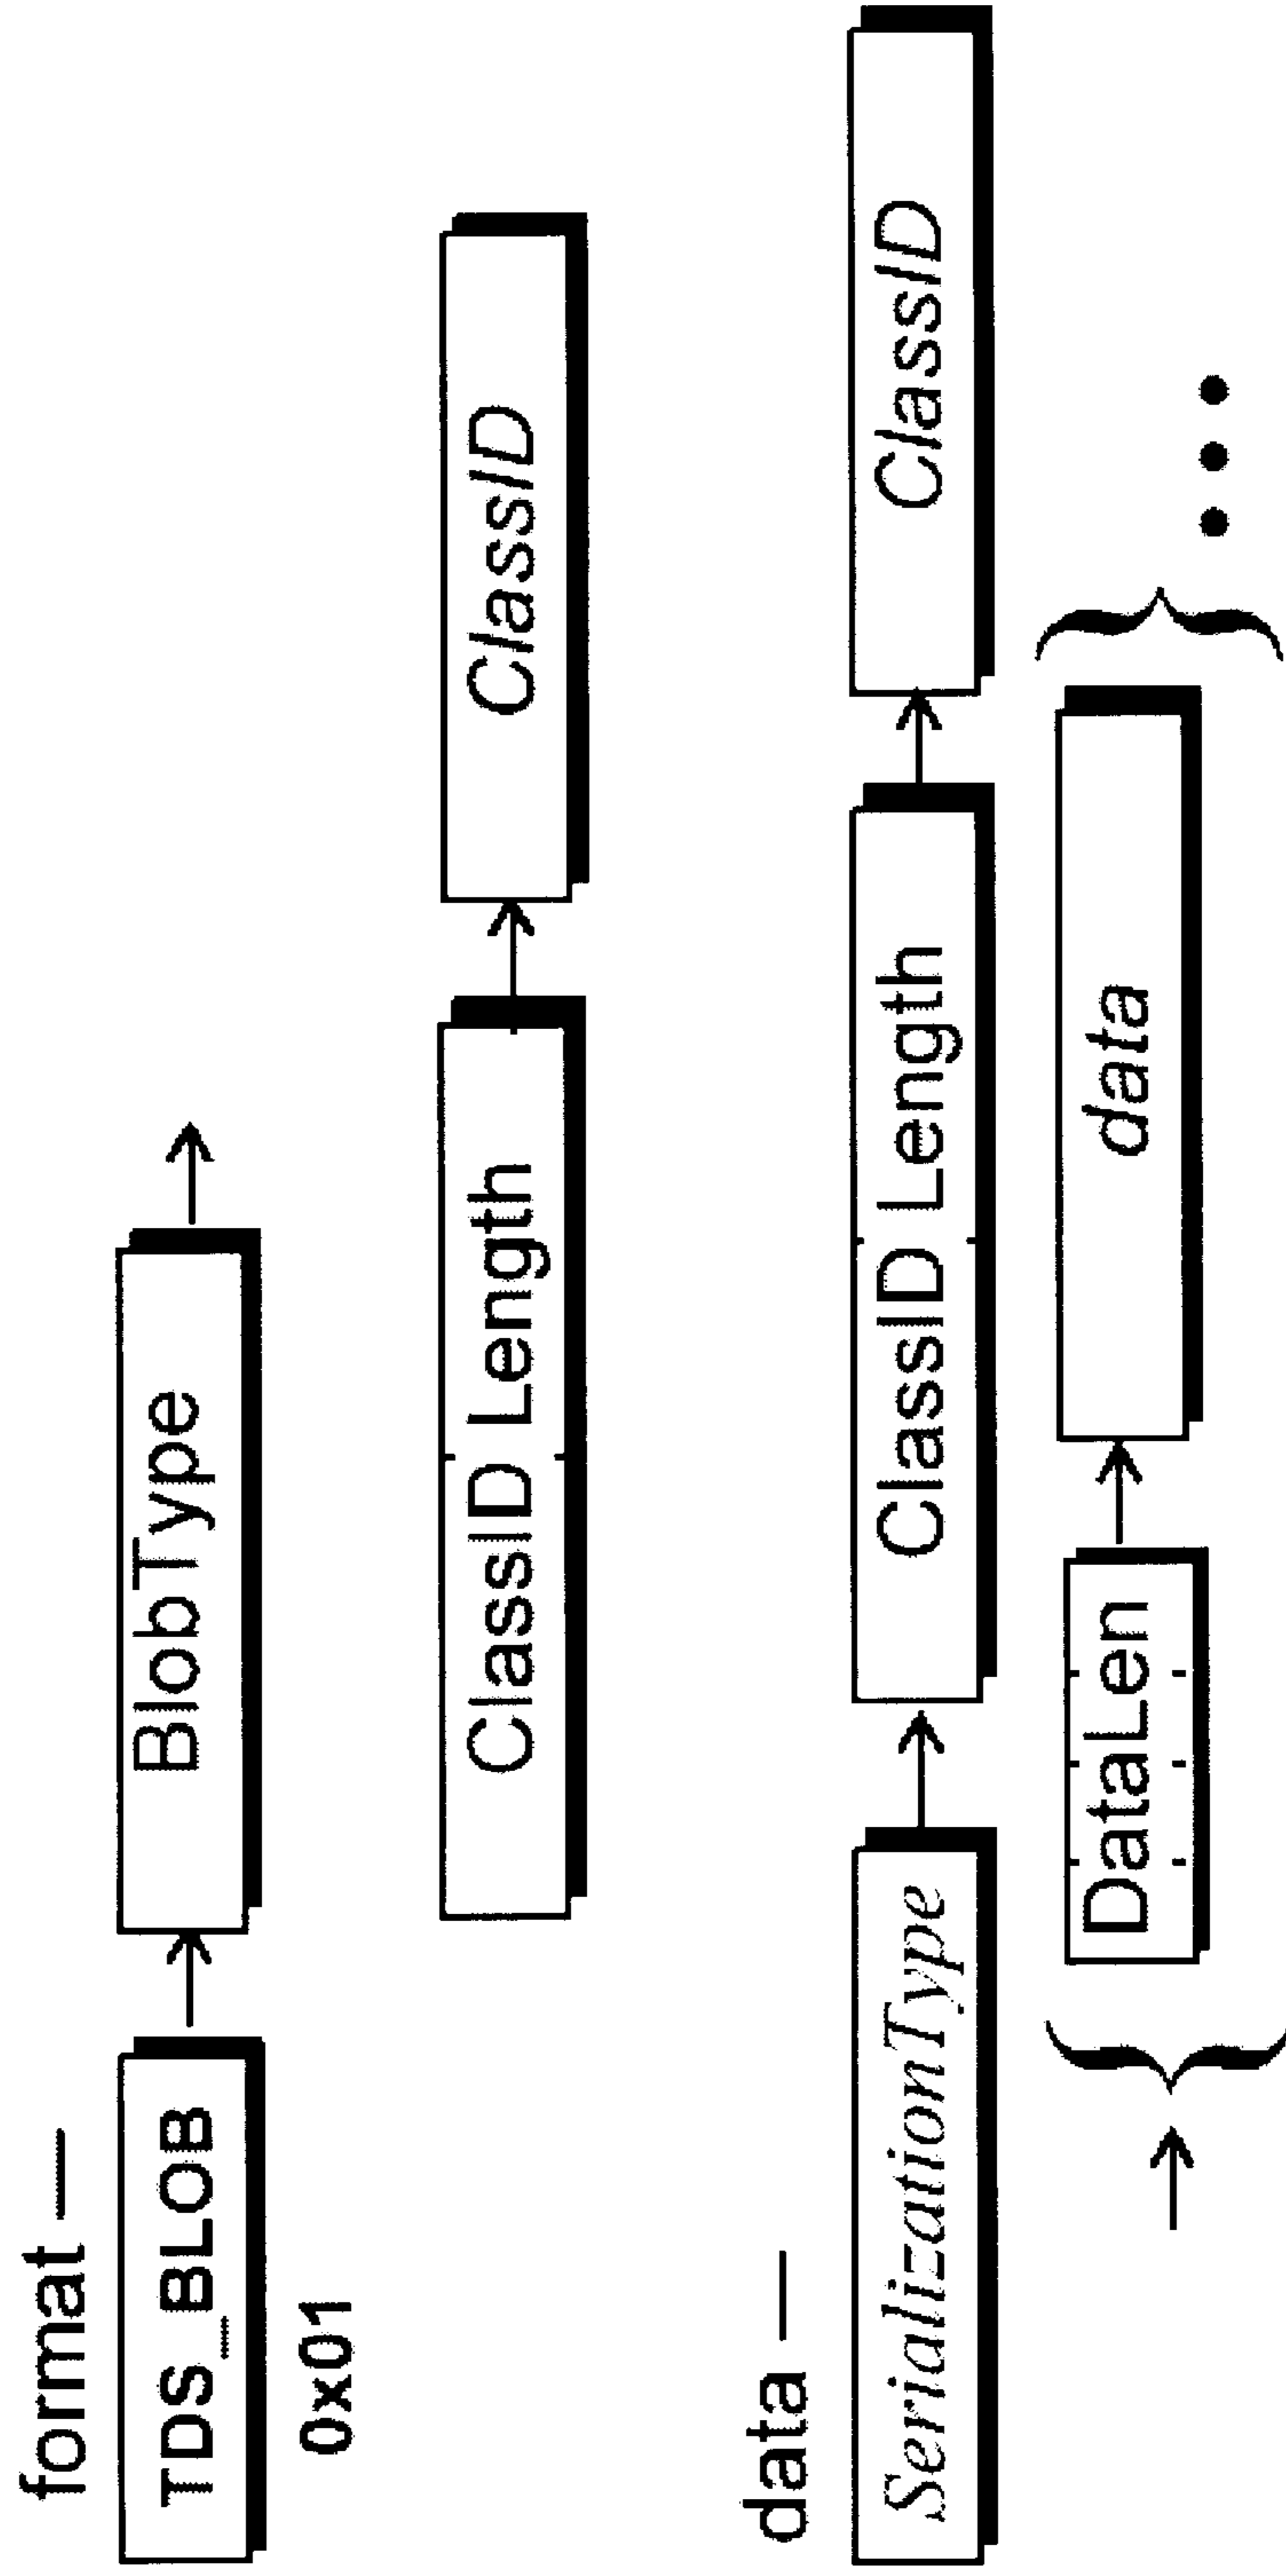 format —
TDS_BLOB BlobType
0x01
ClassID Length ClassID
data —
SerializationType ClassID Length ClassID
DataLen data } • • •